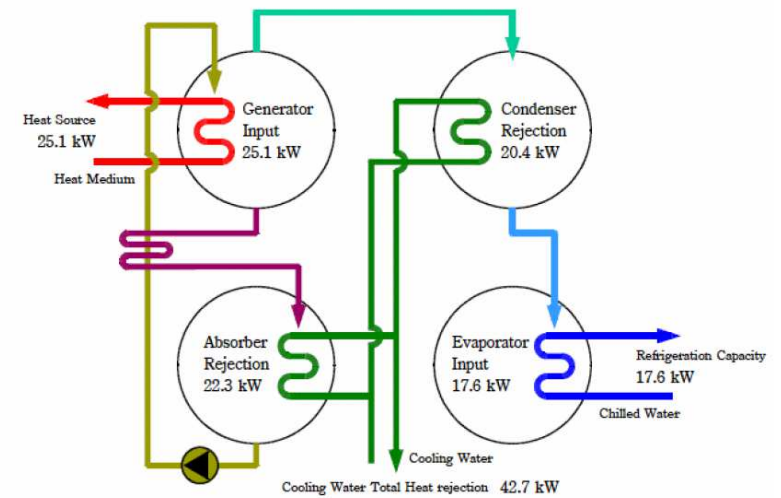 Generator
Input
25.1 kW
Condenser
Rejection
20.4 kW
Heat Source
25.1 kW
Heat Medium
Absorber
Rejection
22.3 kW
Evaporator
Input
17.6 kW
Refrigeration Capacity
17.6 kW
Chilled Water
Cooling Water
Cooling Water Total Heat rejection 42.7 kW